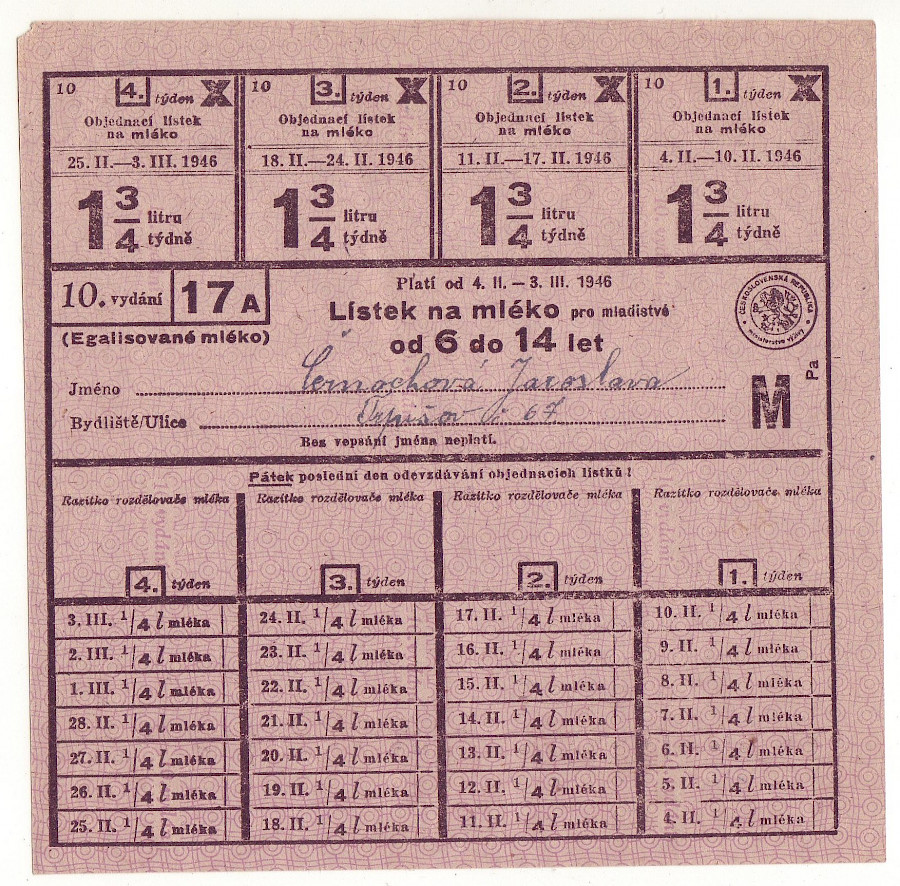 10 4. týden X
Objednací lístek
na mléko
25. II.—3. III. 1946
1 3/4 litru týdně
10 3. týden X
Objednací lístek
na mléko
18. II.—24. II. 1946
1 3/4 litru týdně
10 2. týden X
Objednací lístek
na mléko
11. II.—17. II. 1946
1 3/4 litru týdně
10 1. týden X
Objednací lístek
na mléko
4. II.—10. II. 1946
1 3/4 litru týdně
10. vydání 17A
(Egalisované mléko)
Platí od 4. II. – 3. III. 1946
Lístek na mléko pro mladistvé
od 6 do 14 let
ČESKOSLOVENSKÁ REPUBLIKA
ministerstvo výživy
Jméno Černochová Jaroslava
Bydliště/Ulice Trpišov č. 67
M Pa
Bez vepsání jména neplatí.
Pátek poslední den odevzdávání objednacích lístků!
Razítko rozdělovače mléka Razítko rozdělovače mléka Razítko rozdělovače mléka Razítko rozdělovače mléka
4. týden 3. týden 2. týden 1. týden
3. III. 1/4 l mléka 24. II. 1/4 l mléka 17. II. 1/4 l mléka 10. II. 1/4 l mléka
2. III. 1/4 l mléka 23. II. 1/4 l mléka 16. II. 1/4 l mléka 9. II. 1/4 l mléka
1. III. 1/4 l mléka 22. II. 1/4 l mléka 15. II. 1/4 l mléka 8. II. 1/4 l mléka
28. II. 1/4 l mléka 21. II. 1/4 l mléka 14. II. 1/4 l mléka 7. II. 1/4 l mléka
27. II. 1/4 l mléka 20. II. 1/4 l mléka 13. II. 1/4 l mléka 6. II. 1/4 l mléka
26. II. 1/4 l mléka 19. II. 1/4 l mléka 12. II. 1/4 l mléka 5. II. 1/4 l mléka
25. II. 1/4 l mléka 18. II. 1/4 l mléka 11. II. 1/4 l mléka 4. II. 1/4 l mléka